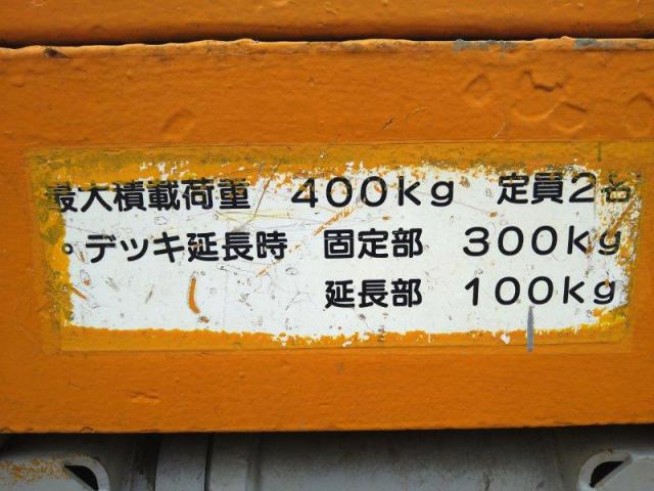 最大積載荷重 400kg 定員2名
。デッキ延長時 固定部 300kg
延長部 100kg